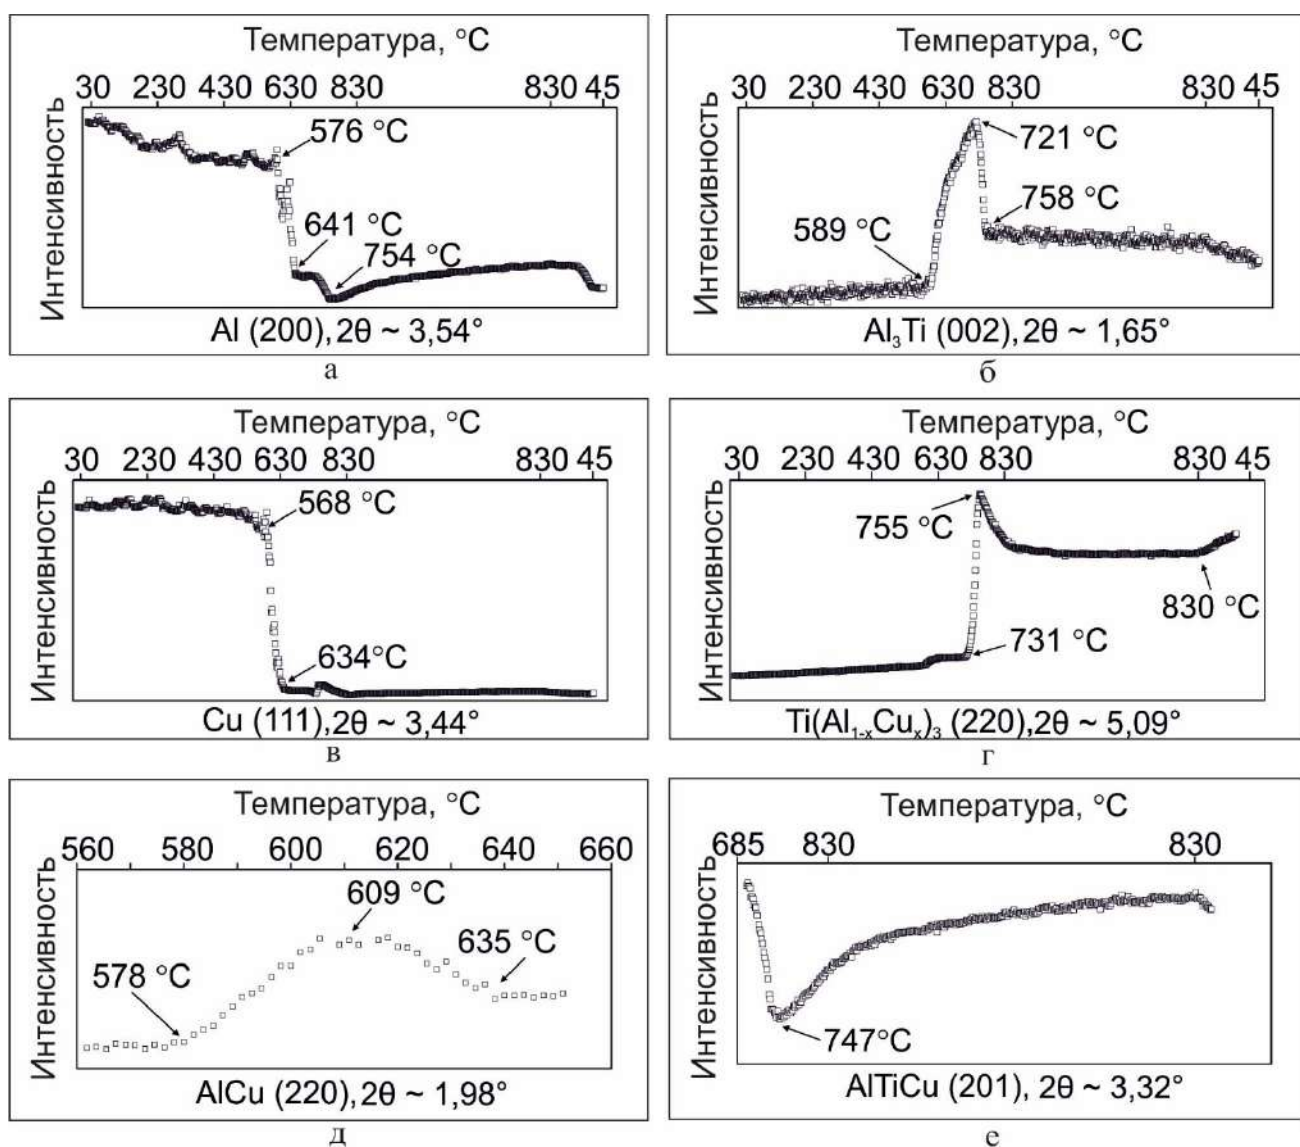 Температура, °C
30 230 430 630 830 830 45
Интенсивность
576 °C
641 °C
754 °C
Al (200), 2θ ~ 3,54°
а
Температура, °C
30 230 430 630 830 830 45
Интенсивность
721 °C
758 °C
589 °C
Al₃Ti (002), 2θ ~ 1,65°
б
Температура, °C
30 230 430 630 830 830 45
Интенсивность
568 °C
634°C
Cu (111), 2θ ~ 3,44°
в
Температура, °C
30 230 430 630 830 830 45
Интенсивность
755 °C
830 °C
731 °C
Ti(Al₁₋ₓCuₓ)₃ (220), 2θ ~ 5,09°
г
Температура, °C
560 580 600 620 640 660
Интенсивность
609 °C
635 °C
578 °C
AlCu (220), 2θ ~ 1,98°
д
Температура, °C
685 830 830
Интенсивность
747°C
AlTiCu (201), 2θ ~ 3,32°
е